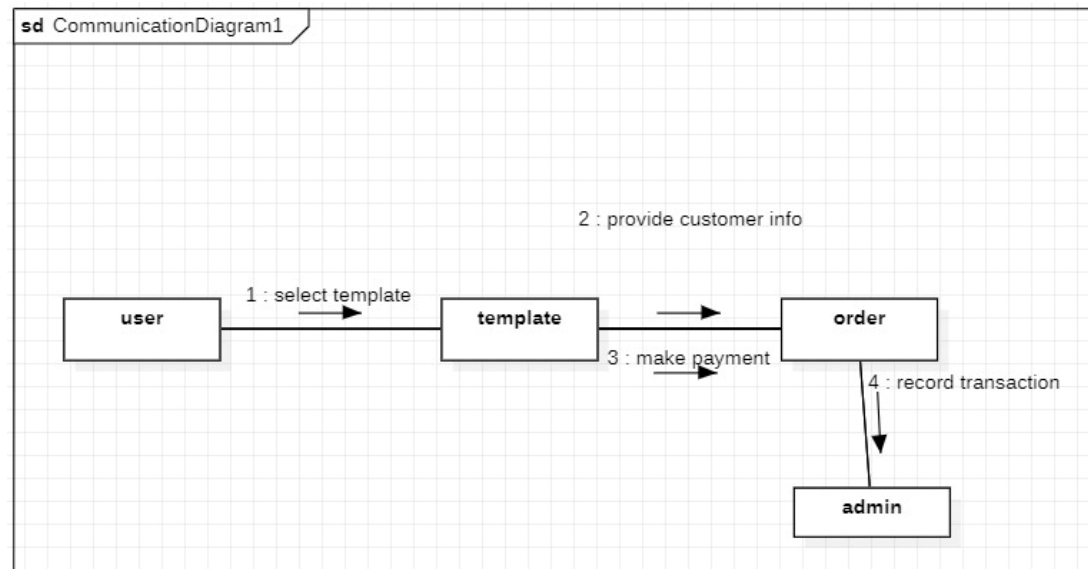 sd CommunicationDiagram1
2 : provide customer info
1 : select template
user
template
order
3 : make payment
4 : record transaction
admin